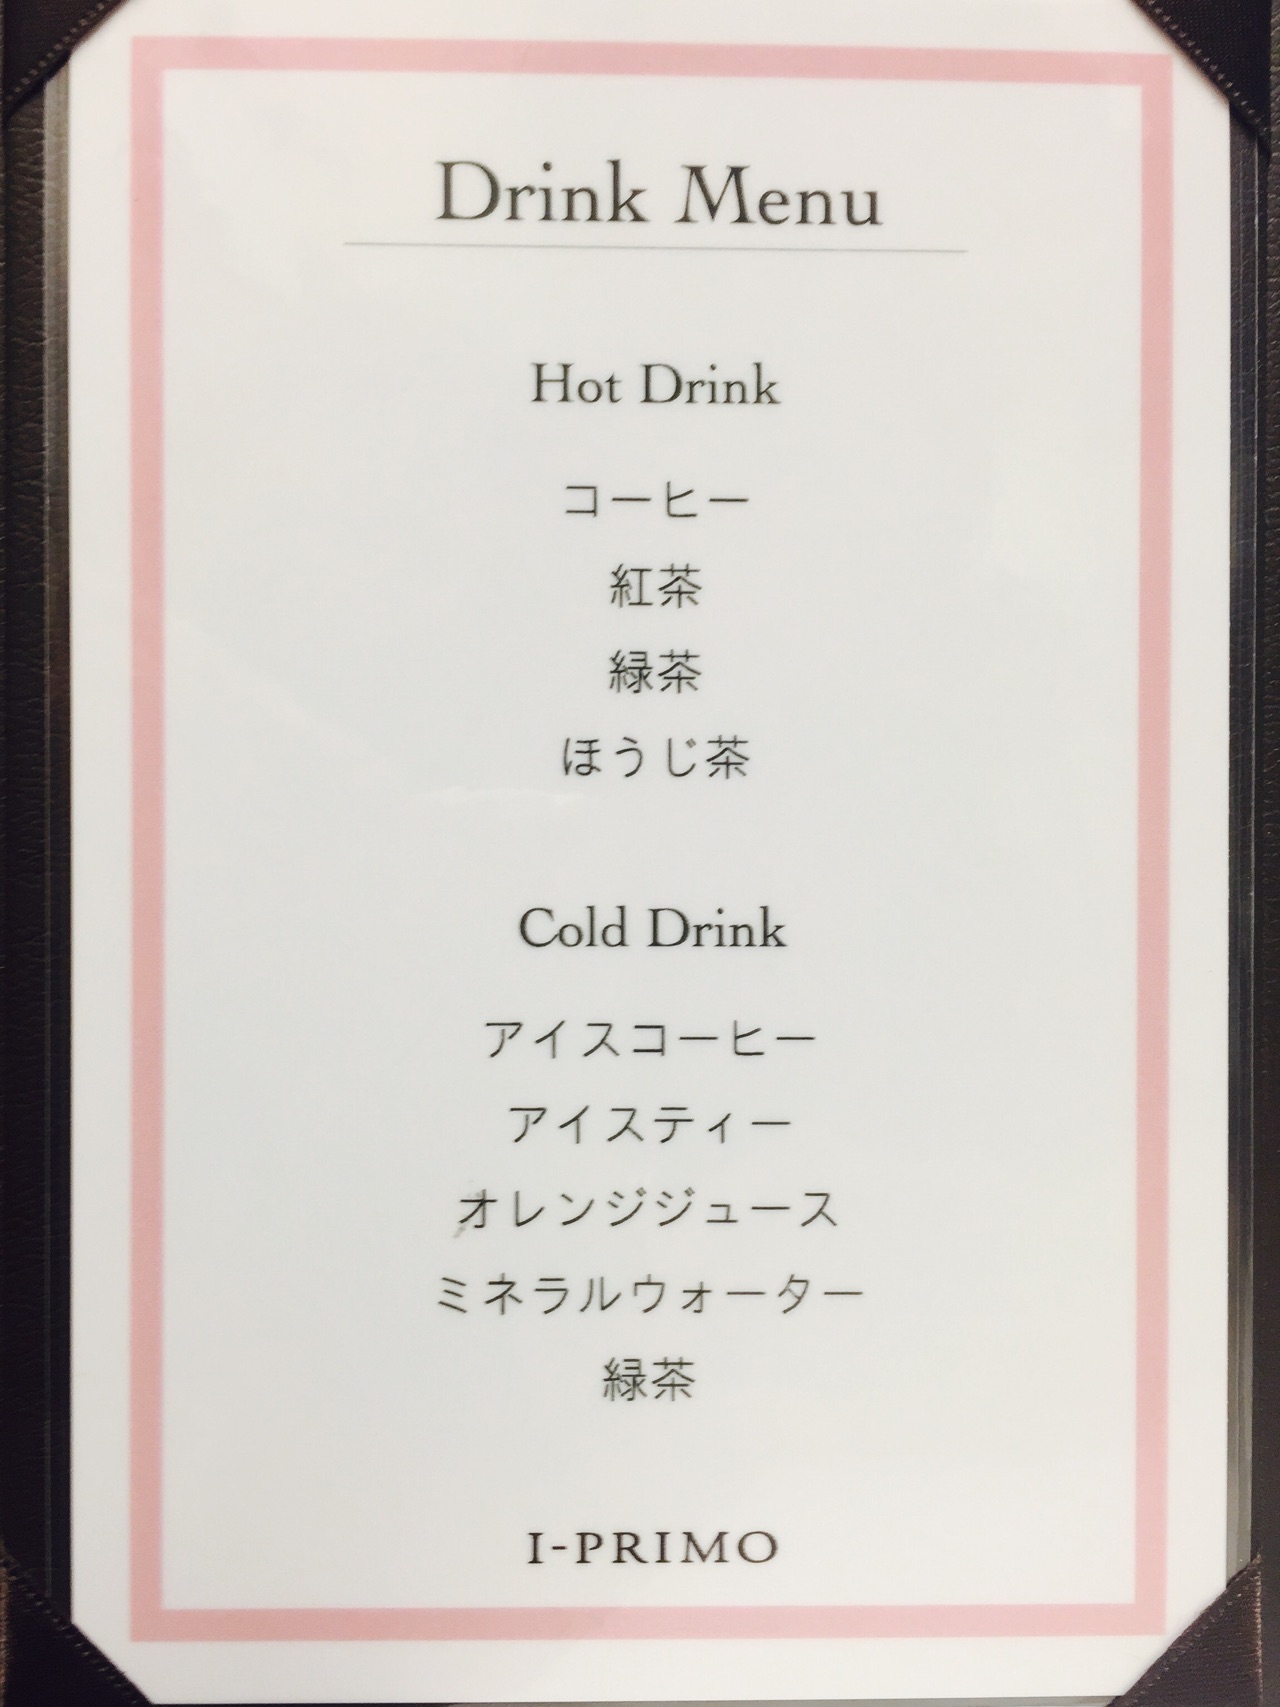 Drink Menu
Hot Drink
コーヒー
紅茶
緑茶
ほうじ茶
Cold Drink
アイスコーヒー
アイスティー
オレンジジュース
ミネラルウォーター
緑茶
I-PRIMO